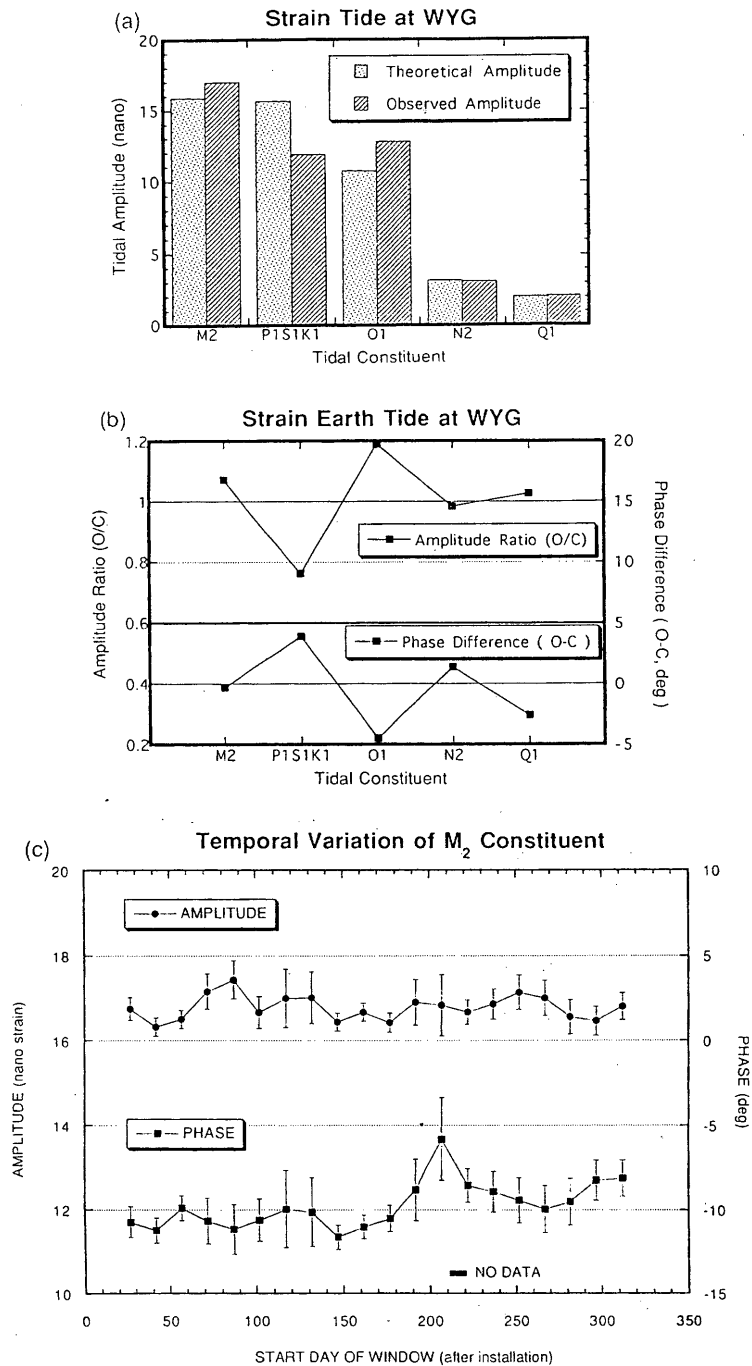 (a)
Strain Tide at WYG
Theoretical Amplitude
Observed Amplitude
Tidal Amplitude (nano)
20
15
10
5
0
M2 P1S1K1 O1 N2 Q1
Tidal Constituent
(b)
Strain Earth Tide at WYG
Amplitude Ratio (O/C)
1.2
1
0.8
0.6
0.4
0.2
Amplitude Ratio (O/C)
Phase Difference ( O-C )
20
15
10
5
0
-5
Phase Difference ( O-C, deg)
M2 P1S1K1 O1 N2 Q1
Tidal Constituent
(c)
Temporal Variation of M2 Constituent
AMPLITUDE (nano strain)
20
18
16
14
12
10
AMPLITUDE
PHASE
NO DATA
10
5
0
-5
-10
-15
PHASE (deg)
0 50 100 150 200 250 300 350
START DAY OF WINDOW (after installation)